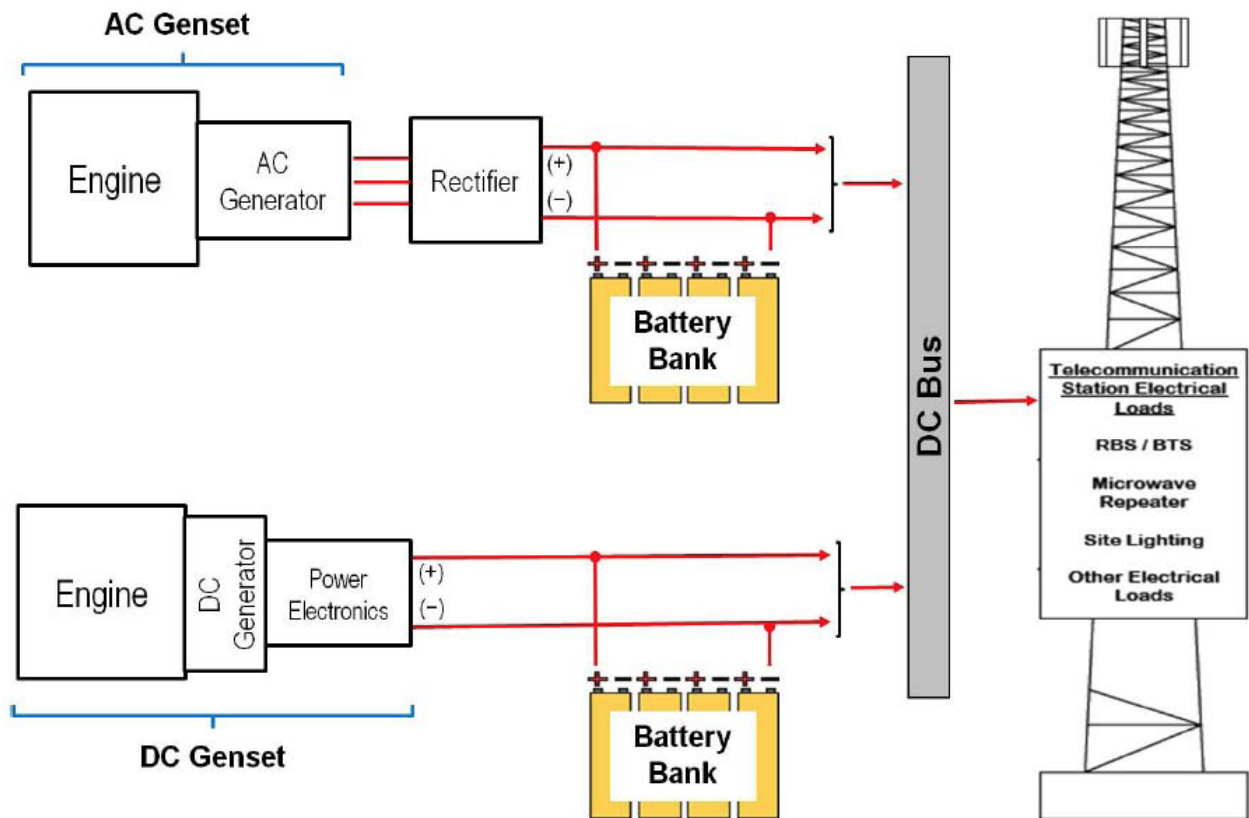 AC Genset
Engine
AC
Generator
Rectifier
(+)
(−)
+ − + − + − + −
Battery
Bank
DC Bus
Telecommunication
Station Electrical
Loads
RBS / BTS
Microwave
Repeater
Site Lighting
Other Electrical
Loads
Engine
DC
Generator
Power
Electronics
(+)
(−)
+ − + − + − + −
Battery
Bank
DC Genset